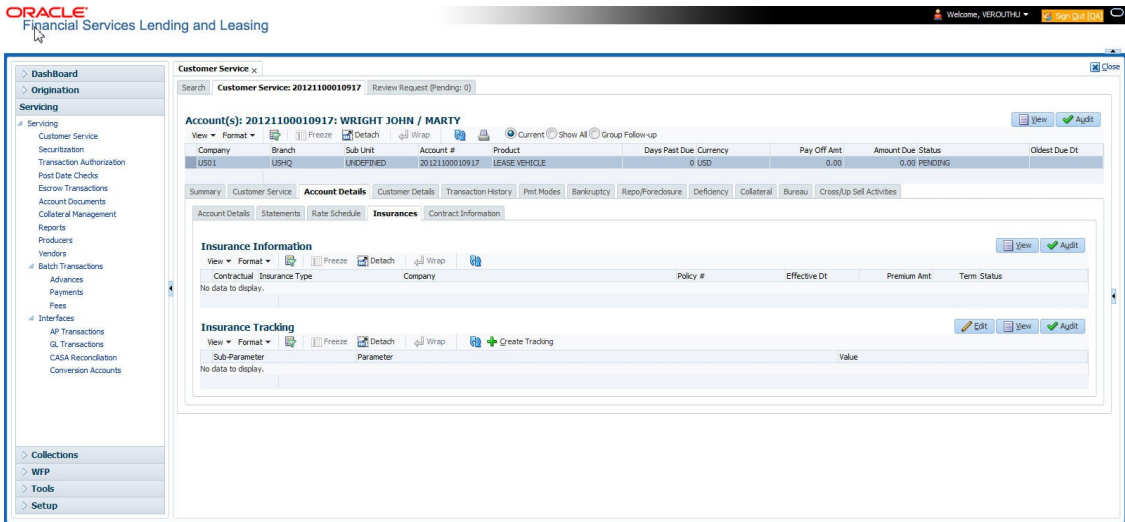 ORACLE
Financial Services Lending and Leasing
Welcome, VEROUTHU
Sign Out [QA]
DashBoard
Origination
Servicing
Servicing
Customer Service
Securitization
Transaction Authorization
Post Date Checks
Escrow Transactions
Account Documents
Collateral Management
Reports
Producers
Vendors
Batch Transactions
Advances
Payments
Fees
Interfaces
AP Transactions
GL Transactions
CASA Reconciliation
Conversion Accounts
Collections
WFP
Tools
Setup
Customer Service x
Close
Search Customer Service: 20121100010917 Review Request (Pending: 0)
Account(s): 20121100010917: WRIGHT JOHN / MARTY
View Audit
View Format Freeze Detach Wrap Current Show All Group Follow-up
Company Branch Sub Unit Account # Product Days Past Due Currency Pay Off Amt Amount Due Status Oldest Due Dt
US01 USHQ UNDEFINED 20121100010917 LEASE VEHICLE 0 USD 0.00 0.00 PENDING
Summary Customer Service Account Details Customer Details Transaction History Pmt Modes Bankruptcy Repo/Foreclosure Deficiency Collateral Bureau Cross/Up Sell Activities
Account Details Statements Rate Schedule Insurances Contract Information
Insurance Information
View Audit
View Format Freeze Detach Wrap
Contractual Insurance Type Company Policy # Effective Dt Premium Amt Term Status
No data to display.
Insurance Tracking
Edit View Audit
View Format Freeze Detach Wrap Create Tracking
Sub-Parameter Parameter Value
No data to display.